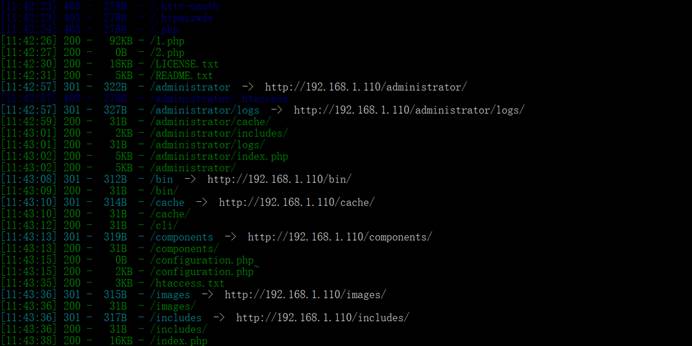 [11:42:23] 403 - 278B - /.htpasswds
[11:42:26] 200 - 92KB - /1.php
[11:42:27] 200 - 0B - /2.php
[11:42:30] 200 - 18KB - /LICENSE.txt
[11:42:31] 200 - 5KB - /README.txt
[11:42:57] 301 - 322B - /administrator -> http://192.168.1.110/administrator/
[11:42:57] 301 - 327B - /administrator/logs -> http://192.168.1.110/administrator/logs/
[11:42:59] 200 - 31B - /administrator/cache/
[11:43:01] 200 - 2KB - /administrator/includes/
[11:43:01] 200 - 31B - /administrator/logs/
[11:43:02] 200 - 5KB - /administrator/index.php
[11:43:02] 200 - 5KB - /administrator/
[11:43:08] 301 - 312B - /bin -> http://192.168.1.110/bin/
[11:43:09] 200 - 31B - /bin/
[11:43:10] 301 - 314B - /cache -> http://192.168.1.110/cache/
[11:43:10] 200 - 31B - /cache/
[11:43:12] 200 - 31B - /cli/
[11:43:13] 301 - 319B - /components -> http://192.168.1.110/components/
[11:43:13] 200 - 31B - /components/
[11:43:15] 200 - 0B - /configuration.php
[11:43:15] 200 - 2KB - /configuration.php~
[11:43:35] 200 - 3KB - /htaccess.txt
[11:43:36] 301 - 315B - /images -> http://192.168.1.110/images/
[11:43:36] 200 - 31B - /images/
[11:43:36] 301 - 317B - /includes -> http://192.168.1.110/includes/
[11:43:36] 200 - 31B - /includes/
[11:43:38] 200 - 16KB - /index.php